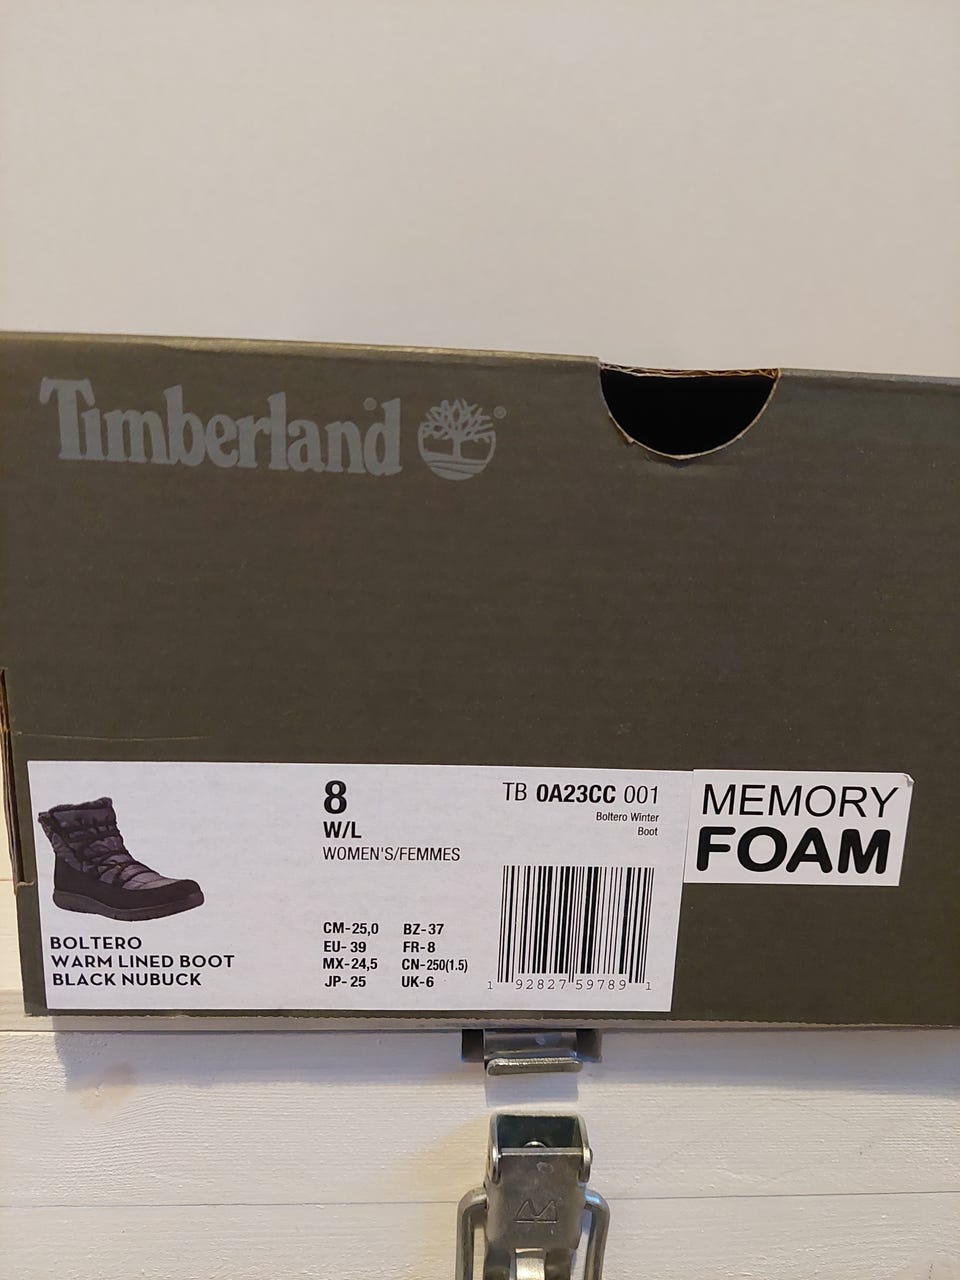 Timberland ®
8
W/L
WOMEN'S/FEMMES
TB 0A23CC 001
Boltero Winter
Boot
MEMORY
FOAM
BOLTERO
WARM LINED BOOT
BLACK NUBUCK
CM-25,0 BZ-37
EU-39 FR-8
MX-24,5 CN-250(1.5)
JP-25 UK-6
1 92827 59789 1